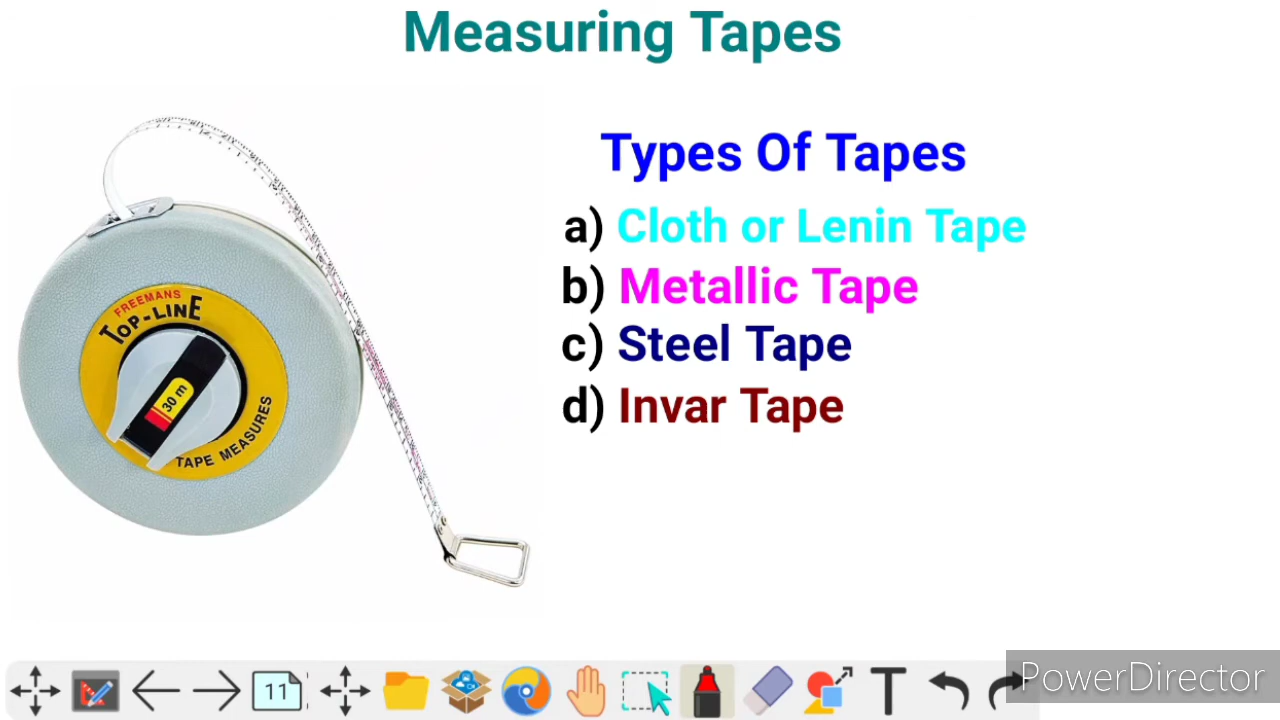 Measuring Tapes
Types Of Tapes
a) Cloth or Lenin Tape
b) Metallic Tape
c) Steel Tape
d) Invar Tape
FREEMANS
TOP-LINE
30 m
TAPE MEASURES
11
T
PowerDirector